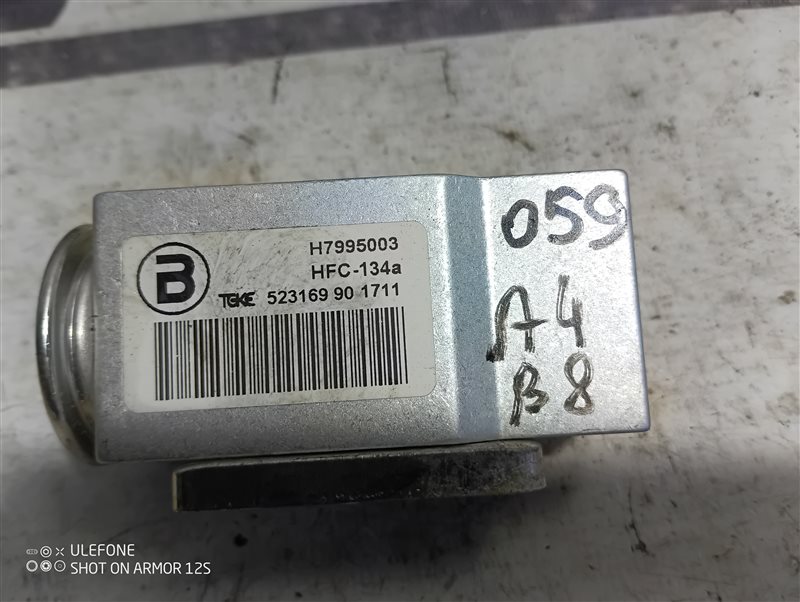 B
H7995003
HFC-134a
TGKE 523169 90 1711
059
A4
B8
ULEFONE
SHOT ON ARMOR 12S